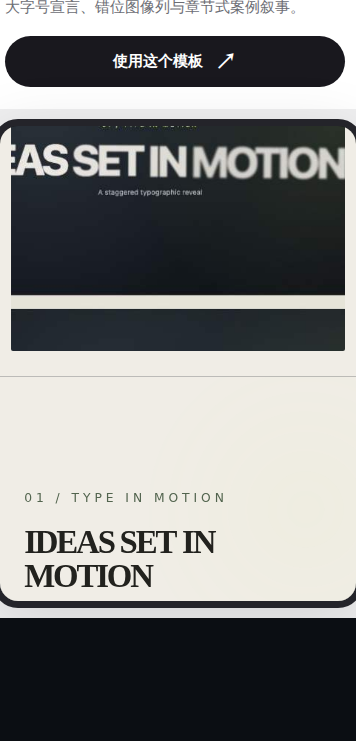 大字号宣言、错位图像列与章节式案例叙事。
使用这个模板 ↗
EAS SET IN MOTION
A staggered typographic reveal
01 / TYPE IN MOTION
IDEAS SET IN
MOTION